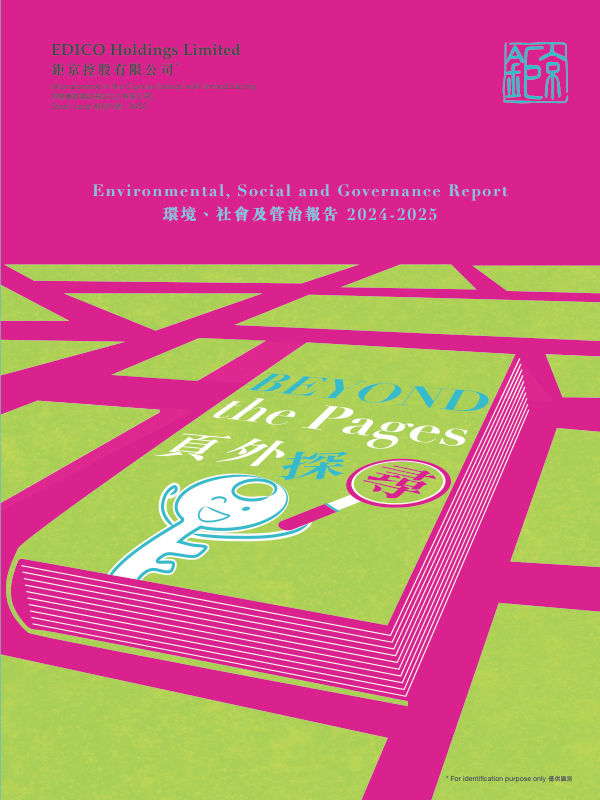 EDICO Holdings Limited
鉅京控股有限公司*
鉅京
Environmental, Social and Governance Report
環境、社會及管治報告 2024-2025
BEYOND
the Pages
頁外探尋
* For identification purpose only 僅供識別